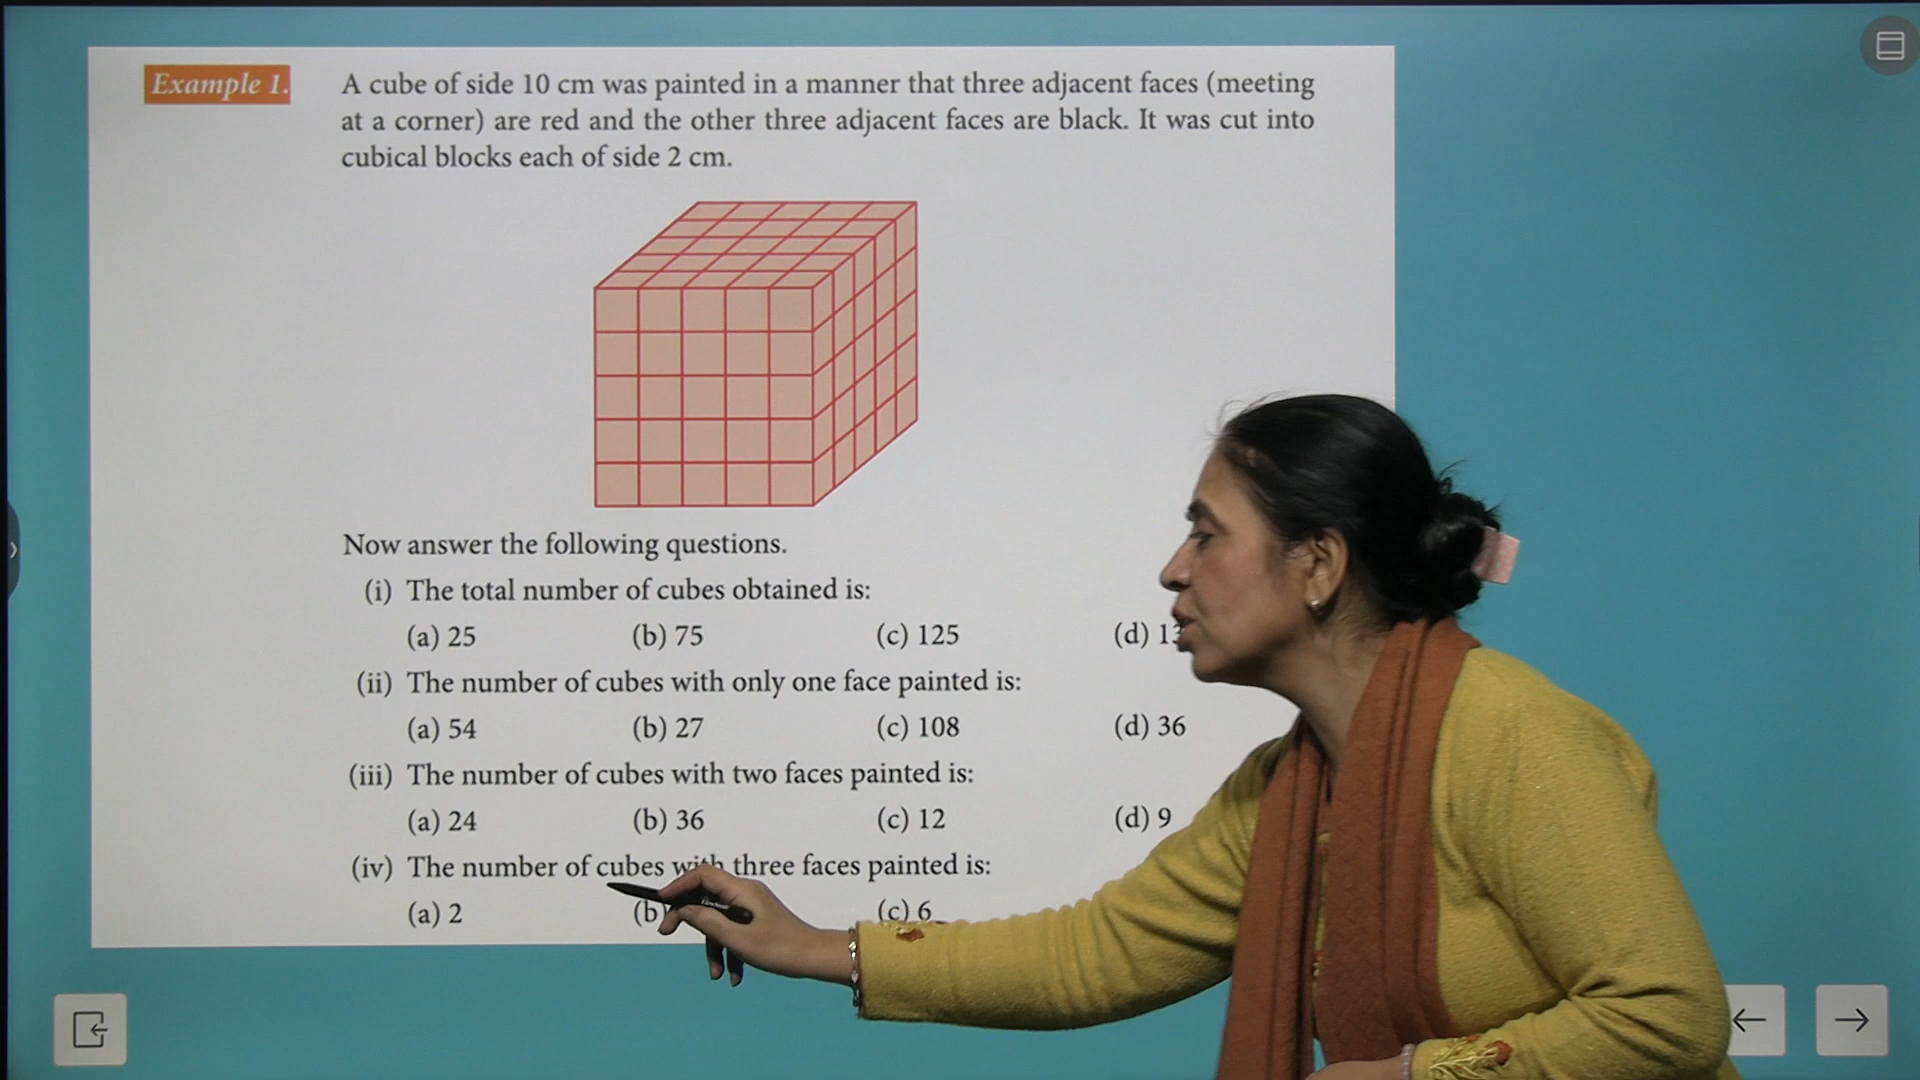 Example 1. A cube of side 10 cm was painted in a manner that three adjacent faces (meeting
at a corner) are red and the other three adjacent faces are black. It was cut into
cubical blocks each of side 2 cm.
Now answer the following questions.
(i) The total number of cubes obtained is:
(a) 25 (b) 75 (c) 125 (d)
(ii) The number of cubes with only one face painted is:
(a) 54 (b) 27 (c) 108 (d) 36
(iii) The number of cubes with two faces painted is:
(a) 24 (b) 36 (c) 12 (d) 9
(iv) The number of cubes with three faces painted is:
(a) 2 (b) (c) 6